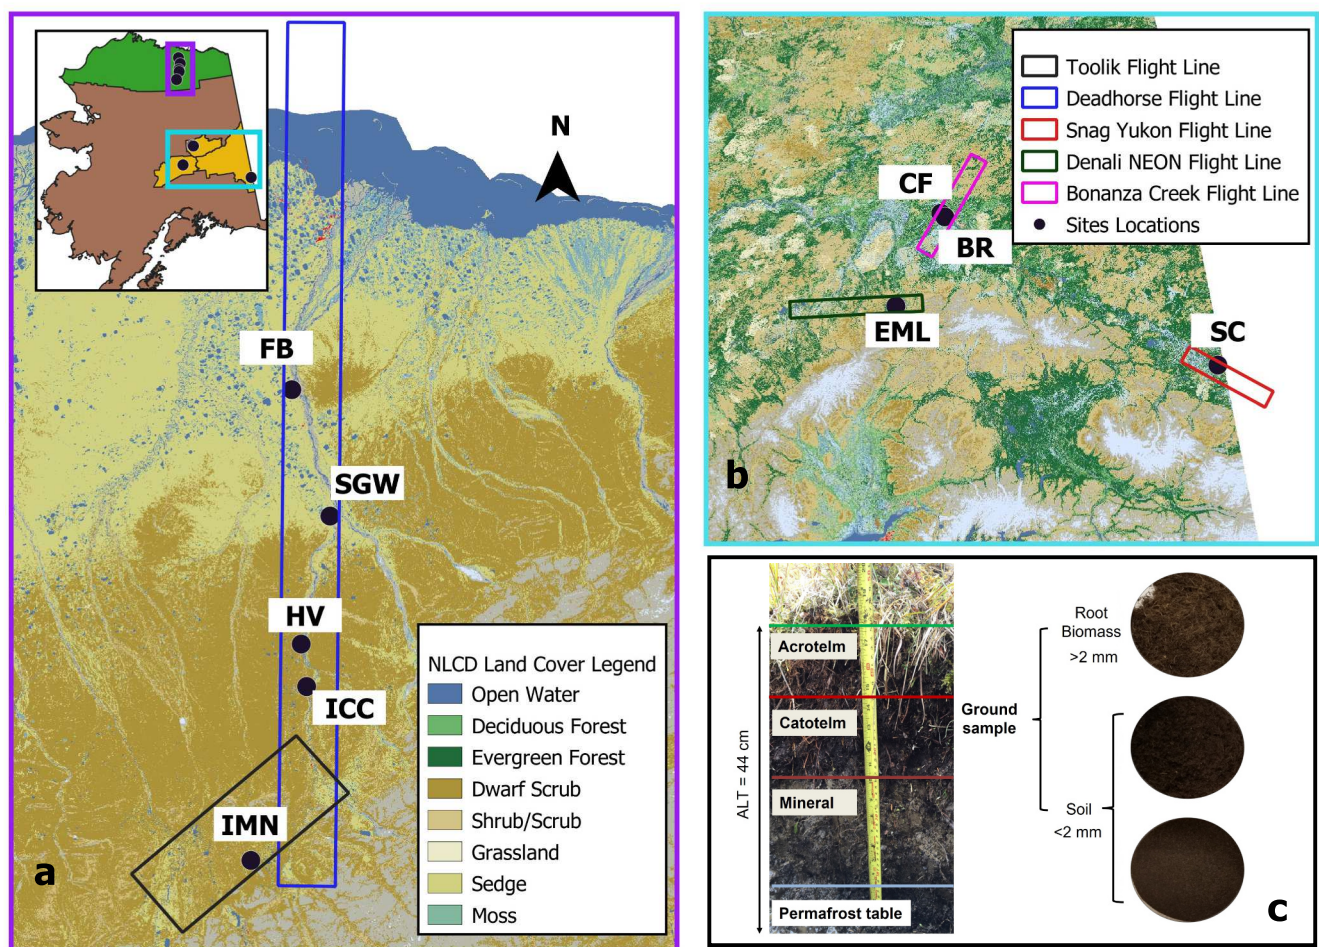 N
FB
SGW
HV
ICC
IMN
a
NLCD Land Cover Legend
Open Water
Deciduous Forest
Evergreen Forest
Dwarf Scrub
Shrub/Scrub
Grassland
Sedge
Moss
Toolik Flight Line
Deadhorse Flight Line
Snag Yukon Flight Line
Denali NEON Flight Line
Bonanza Creek Flight Line
Sites Locations
CF
BR
EML
SC
b
ALT = 44 cm
Acrotelm
Catotelm
Mineral
Permafrost table
Ground
sample
Root
Biomass
>2 mm
Soil
<2 mm
c